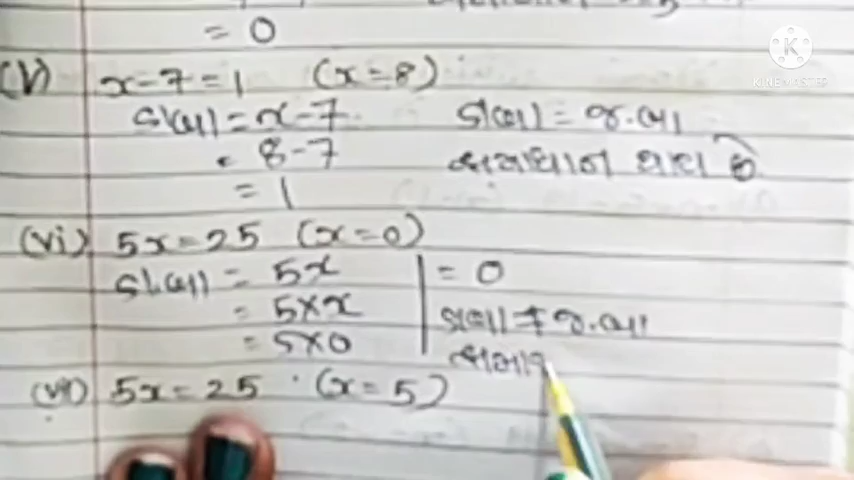 = 0
(V) x-7=1 (x=8)
ડા.બા = x-7 ડા.બા = જ.બા
= 8-7 સમાધાન થાય છે
= 1
(vi) 5x=25 (x=0)
ડા.બા = 5x = 0
= 5×x ડા.બા ≠ જ.બા
= 5×0 સમાધ
(vii) 5x=25 (x=5)
K
KINEMASTER